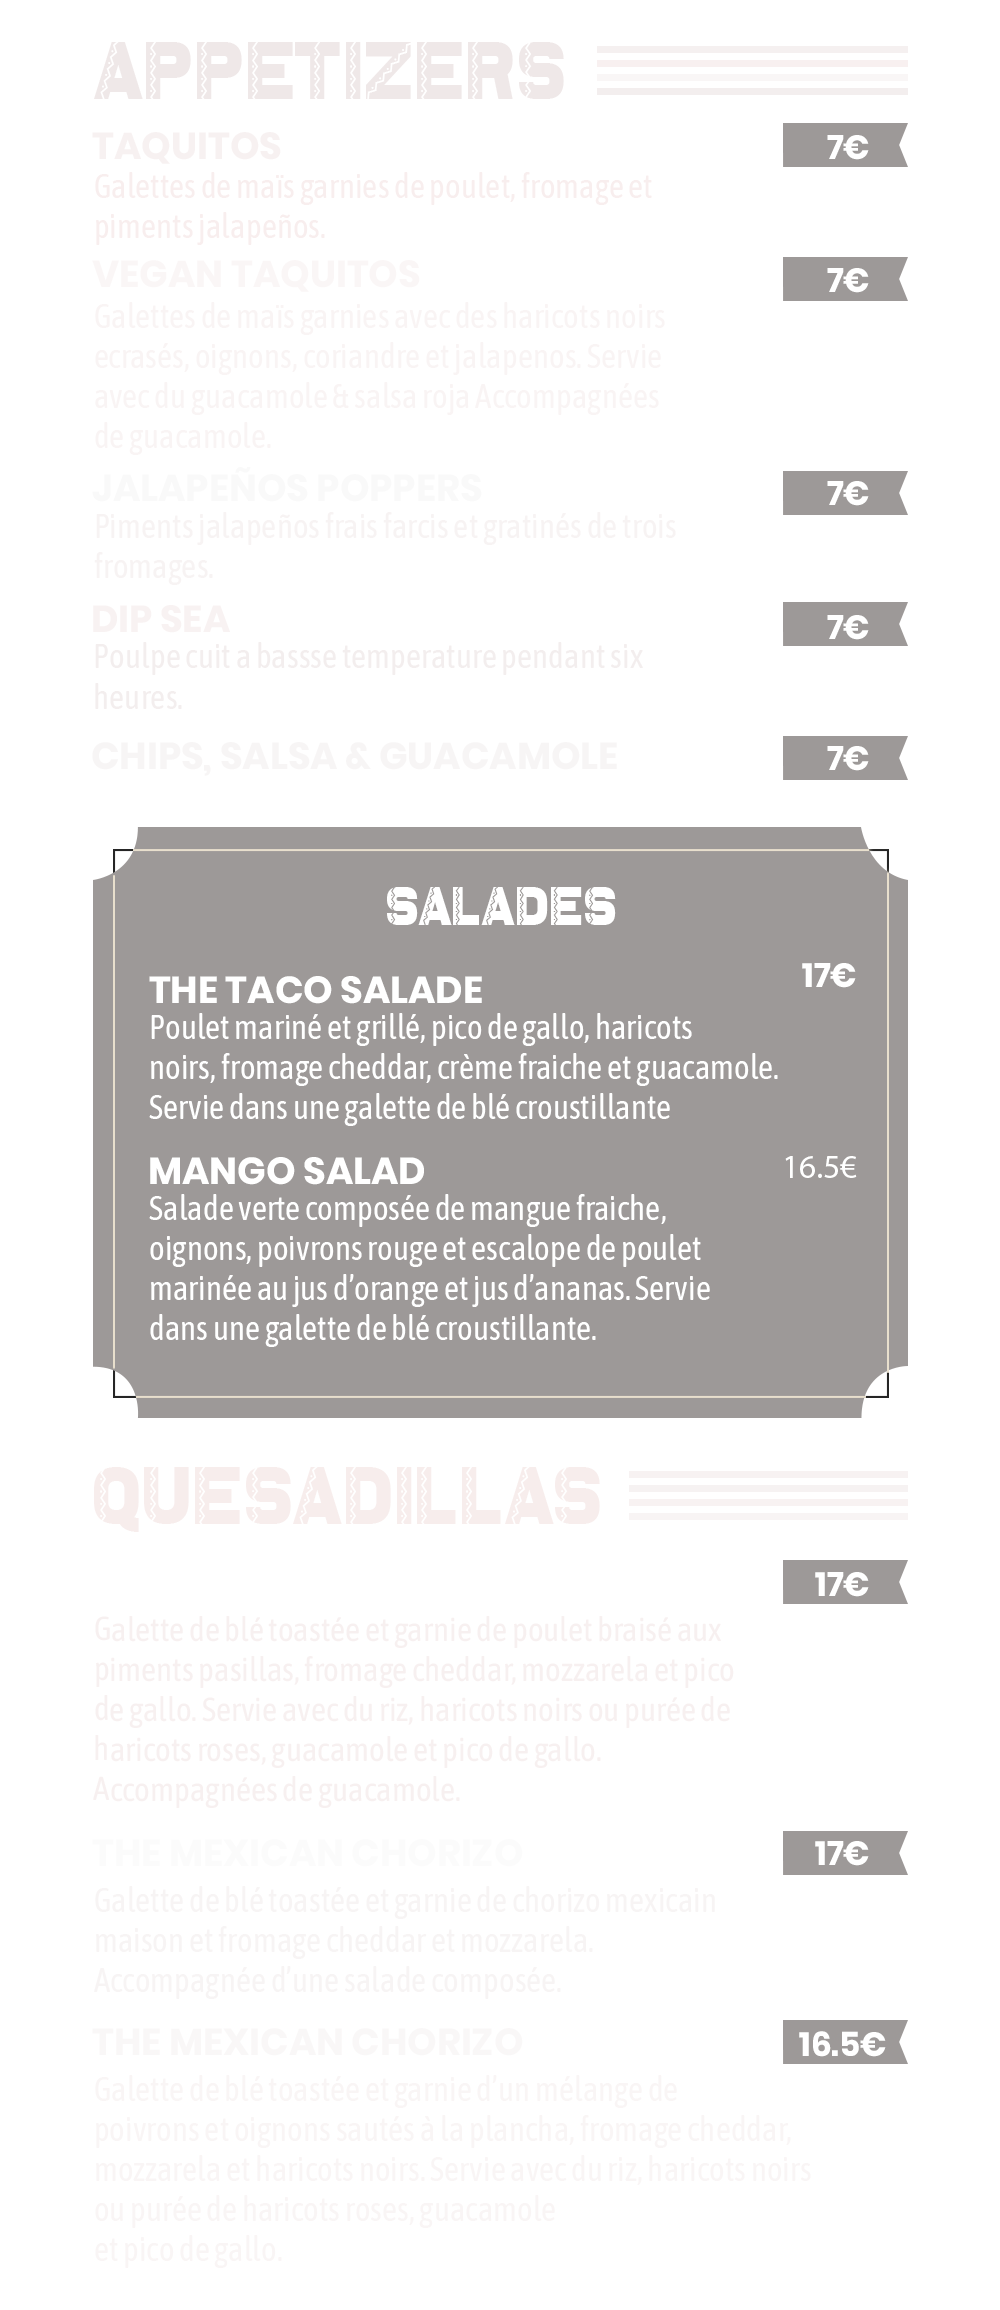 APPETIZERS
TAQUITOS
7€
Galettes de maïs garnies de poulet, fromage et
piments jalapeños.
VEGAN TAQUITOS
7€
Galettes de maïs garnies avec des haricots noirs
ecrasés, oignons, coriandre et jalapenos. Servie
avec du guacamole & salsa roja Accompagnées
de guacamole.
JALAPEÑOS POPPERS
7€
Piments jalapeños frais farcis et gratinés de trois
fromages.
DIP SEA
7€
Poulpe cuit a bassse temperature pendant six
heures.
CHIPS, SALSA & GUACAMOLE
7€
SALADES
THE TACO SALADE
17€
Poulet mariné et grillé, pico de gallo, haricots
noirs, fromage cheddar, crème fraiche et guacamole.
Servie dans une galette de blé croustillante
MANGO SALAD
16.5€
Salade verte composée de mangue fraiche,
oignons, poivrons rouge et escalope de poulet
marinée au jus d’orange et jus d’ananas. Servie
dans une galette de blé croustillante.
QUESADILLAS
17€
Galette de blé toastée et garnie de poulet braisé aux
piments pasillas, fromage cheddar, mozzarela et pico
de gallo. Servie avec du riz, haricots noirs ou purée de
haricots roses, guacamole et pico de gallo.
Accompagnées de guacamole.
THE MEXICAN CHORIZO
17€
Galette de blé toastée et garnie de chorizo mexicain
maison et fromage cheddar et mozzarela.
Accompagnée d’une salade composée.
THE MEXICAN CHORIZO
16.5€
Galette de blé toastée et garnie d’un mélange de
poivrons et oignons sautés à la plancha, fromage cheddar,
mozzarela et haricots noirs. Servie avec du riz, haricots noirs
ou purée de haricots roses, guacamole
et pico de gallo.